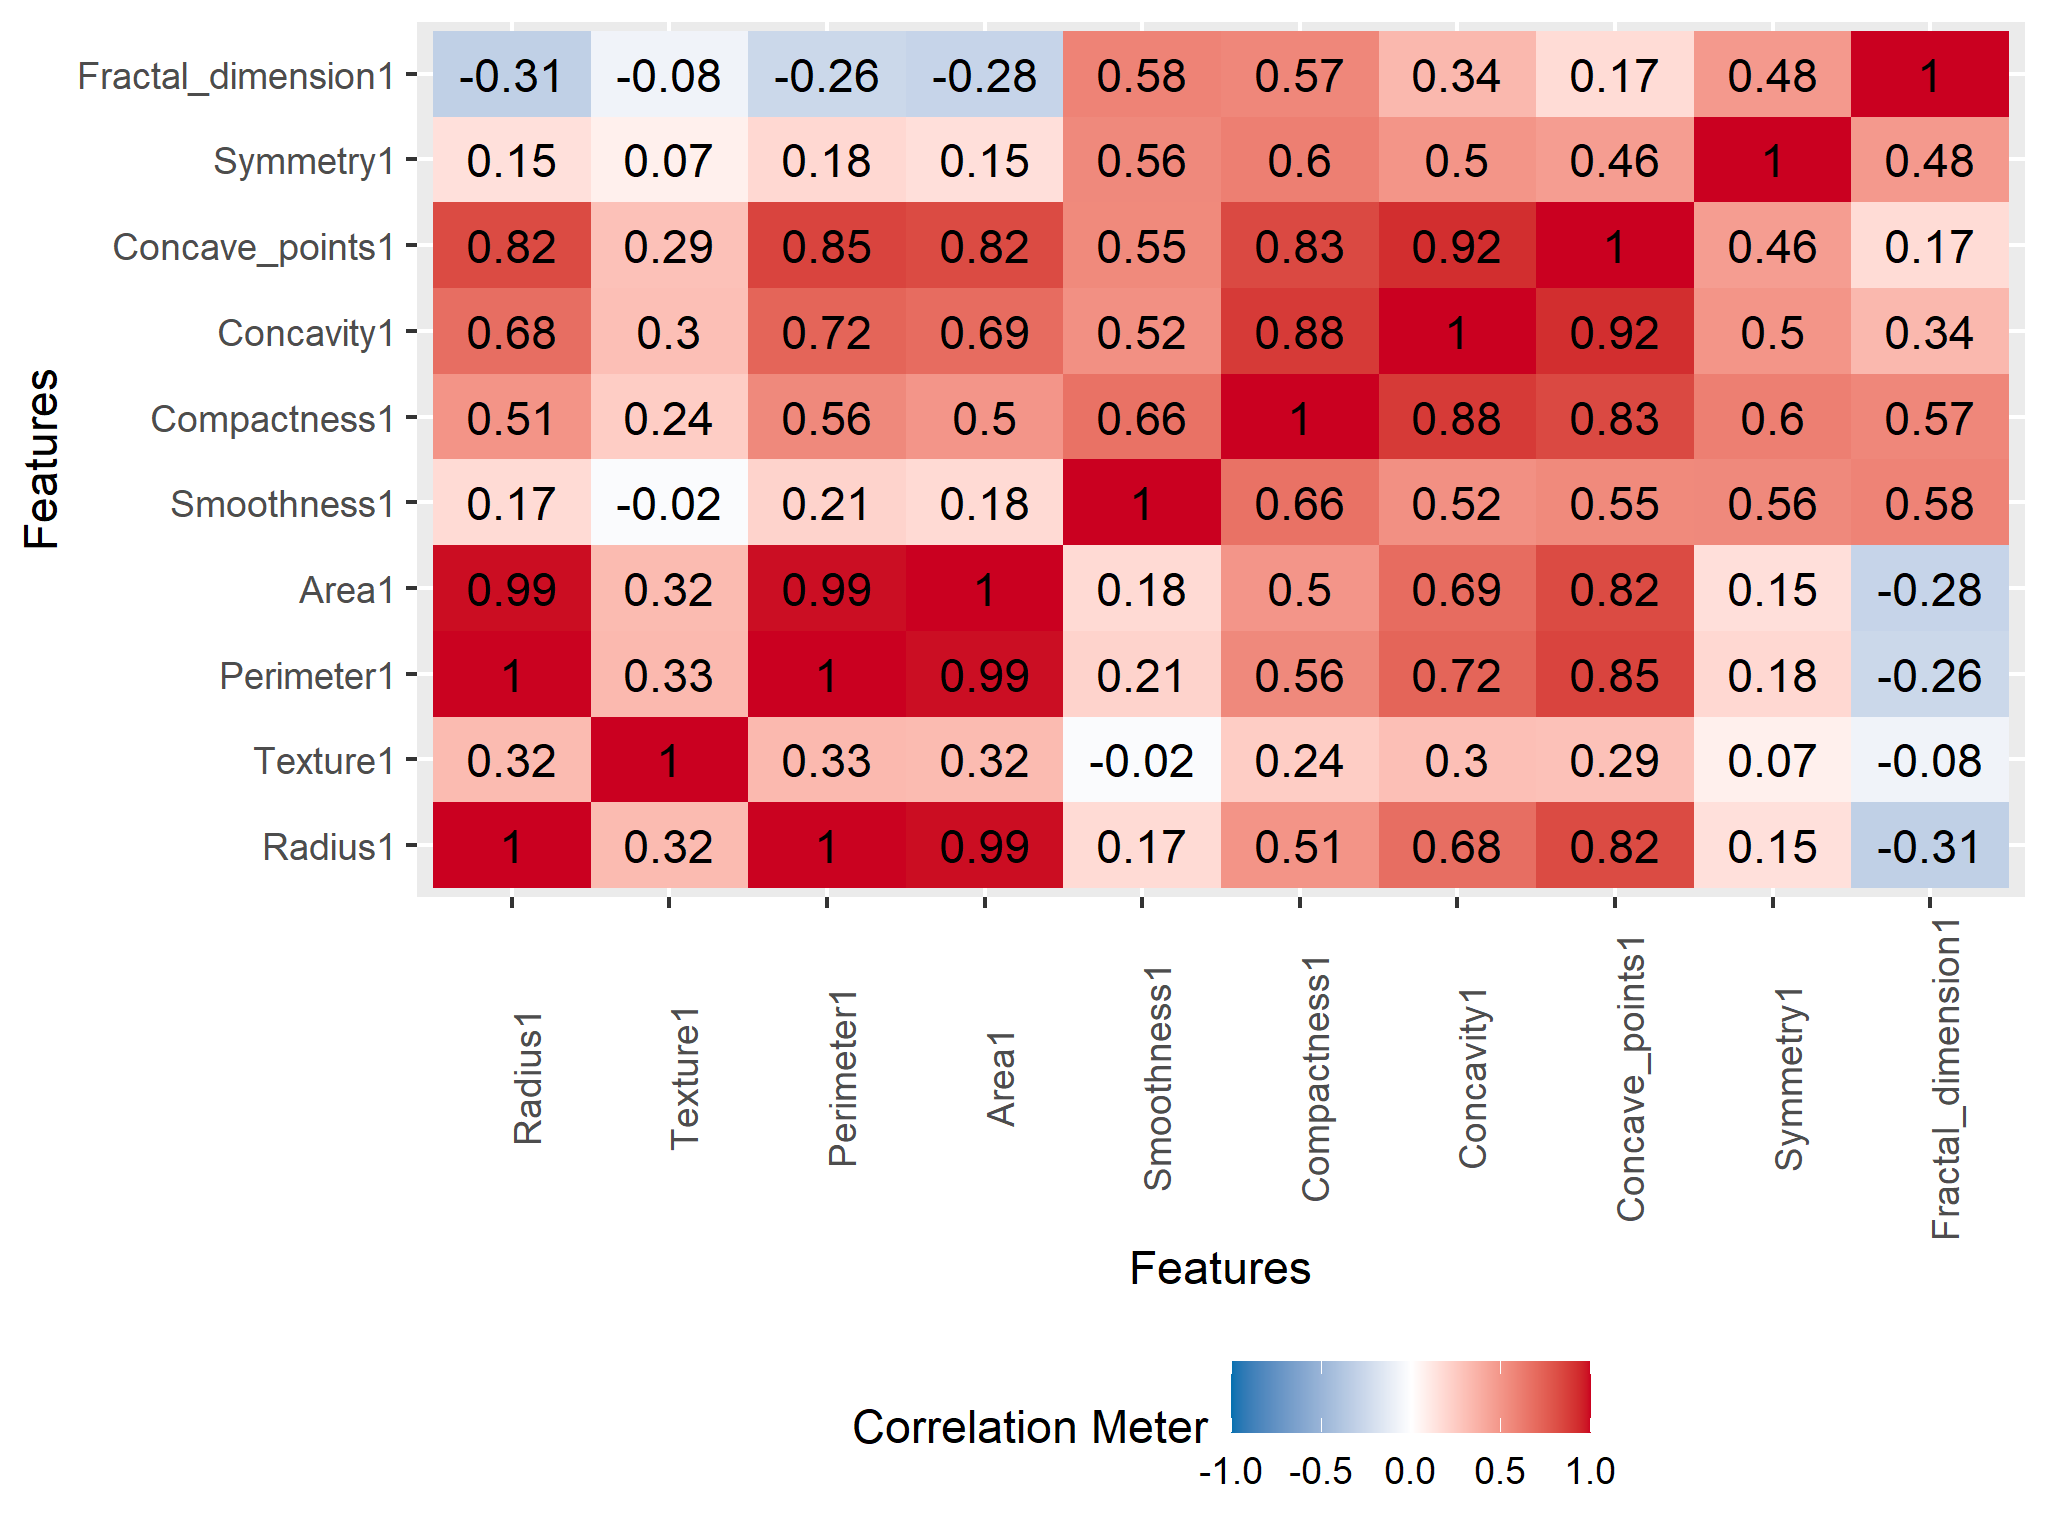 Fractal_dimension1 -0.31 -0.08 -0.26 -0.28 0.58 0.57 0.34 0.17 0.48 1
Symmetry1 0.15 0.07 0.18 0.15 0.56 0.6 0.5 0.46 1 0.48
Concave_points1 0.82 0.29 0.85 0.82 0.55 0.83 0.92 1 0.46 0.17
Concavity1 0.68 0.3 0.72 0.69 0.52 0.88 1 0.92 0.5 0.34
Compactness1 0.51 0.24 0.56 0.5 0.66 1 0.88 0.83 0.6 0.57
Smoothness1 0.17 -0.02 0.21 0.18 1 0.66 0.52 0.55 0.56 0.58
Area1 0.99 0.32 0.99 1 0.18 0.5 0.69 0.82 0.15 -0.28
Perimeter1 1 0.33 1 0.99 0.21 0.56 0.72 0.85 0.18 -0.26
Texture1 0.32 1 0.33 0.32 -0.02 0.24 0.3 0.29 0.07 -0.08
Radius1 1 0.32 1 0.99 0.17 0.51 0.68 0.82 0.15 -0.31
Features
Radius1
Texture1
Perimeter1
Area1
Smoothness1
Compactness1
Concavity1
Concave_points1
Symmetry1
Fractal_dimension1
Features
Correlation Meter
-1.0 -0.5 0.0 0.5 1.0